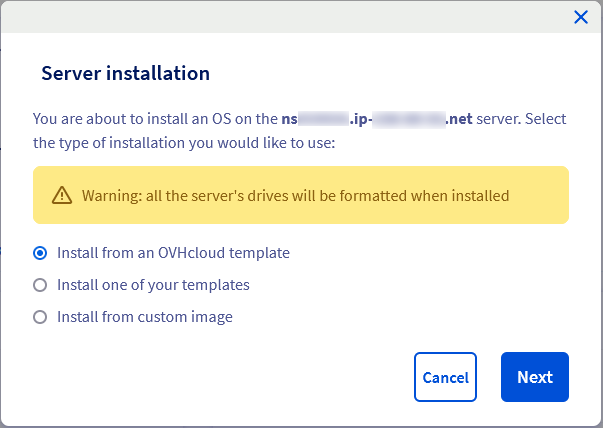 Server installation
You are about to install an OS on the ns .ip- .net server. Select
the type of installation you would like to use:
Warning: all the server's drives will be formatted when installed
Install from an OVHcloud template
Install one of your templates
Install from custom image
Cancel Next